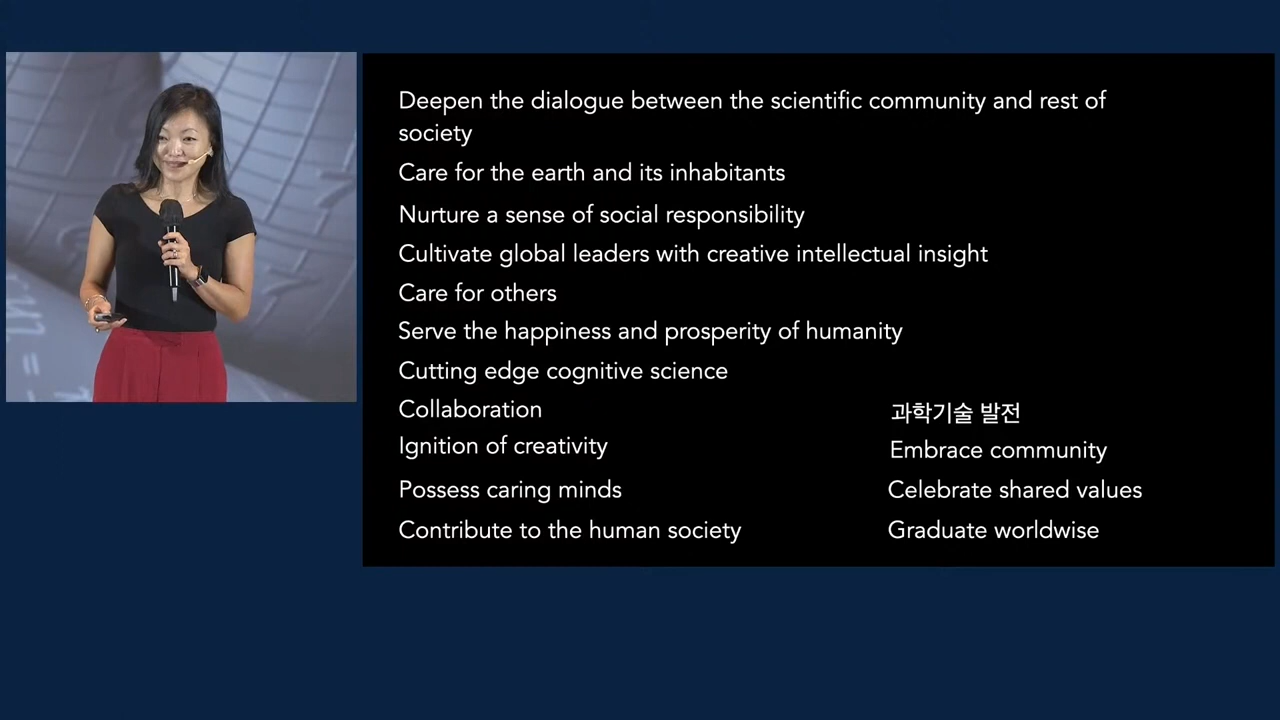 Deepen the dialogue between the scientific community and rest of
society
Care for the earth and its inhabitants
Nurture a sense of social responsibility
Cultivate global leaders with creative intellectual insight
Care for others
Serve the happiness and prosperity of humanity
Cutting edge cognitive science
Collaboration
Ignition of creativity
Possess caring minds
Contribute to the human society
과학기술 발전
Embrace community
Celebrate shared values
Graduate worldwise